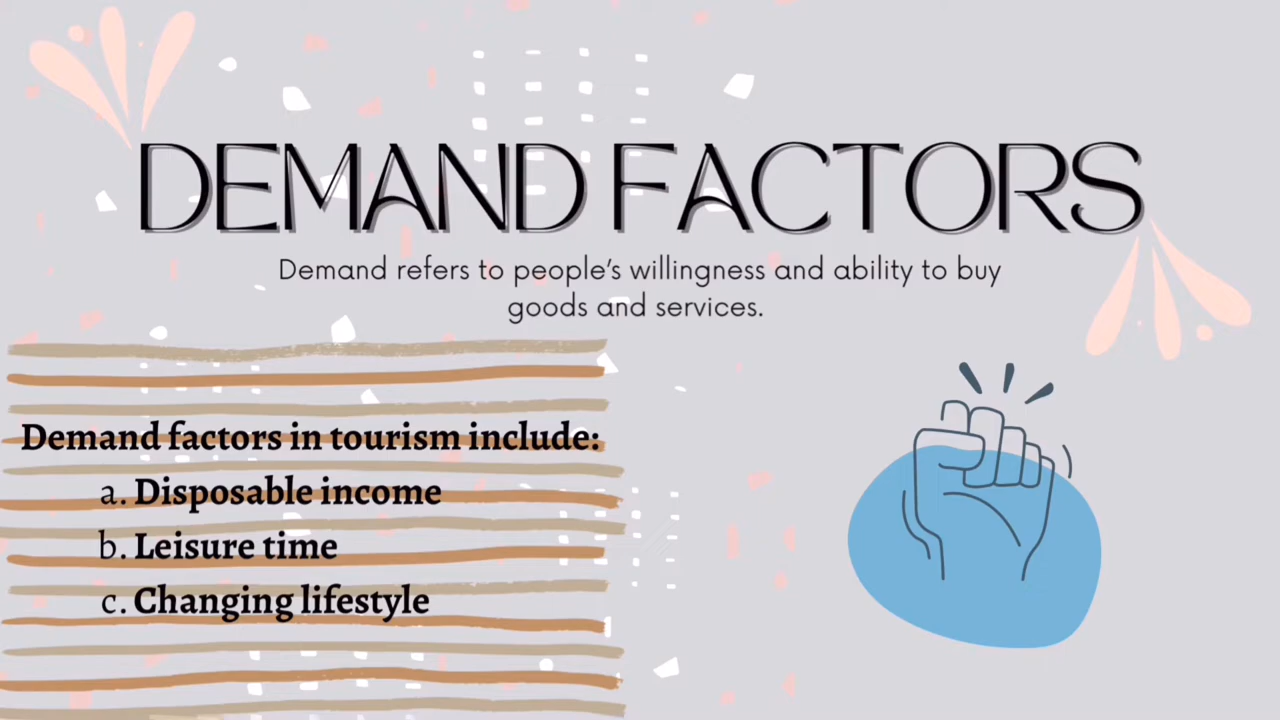 DEMAND FACTORS
Demand refers to people's willingness and ability to buy
goods and services.
Demand factors in tourism include:
a. Disposable income
b. Leisure time
c. Changing lifestyle